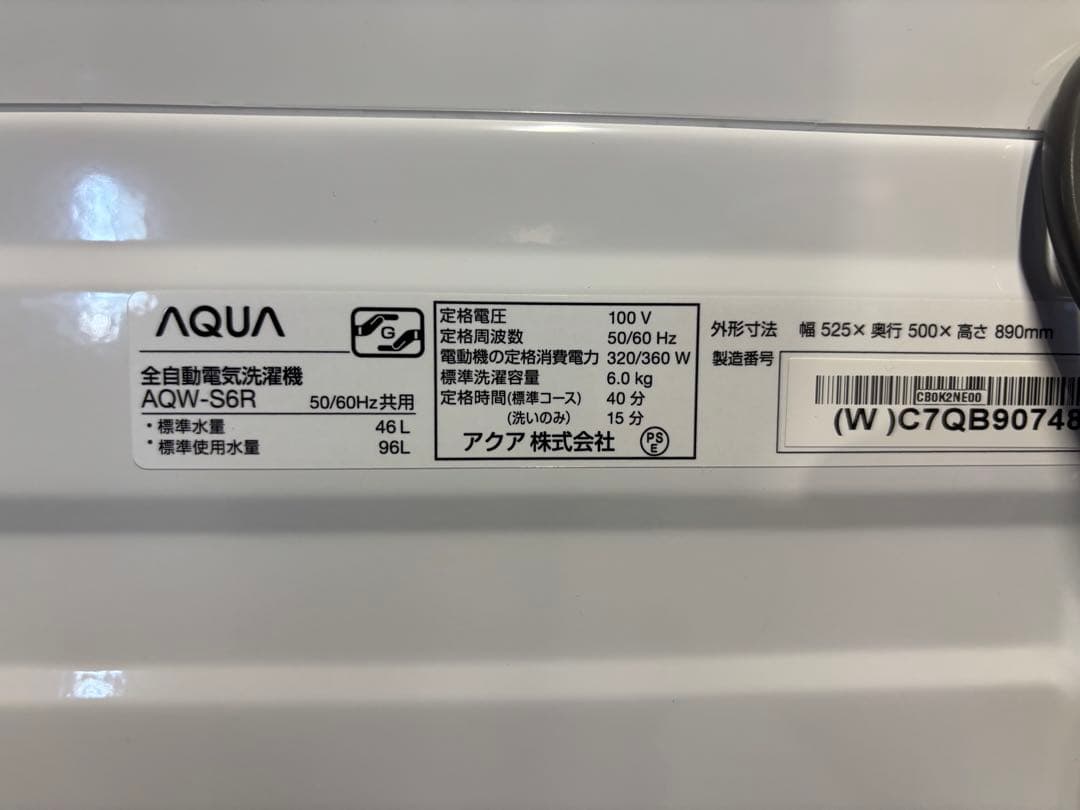 AQUA
G
全自動電気洗濯機
AQW-S6R 50/60Hz共用
・標準水量 46L
・標準使用水量 96L
定格電圧 100 V
定格周波数 50/60 Hz
電動機の定格消費電力 320/360 W
標準洗濯容量 6.0 kg
定格時間(標準コース) 40 分
(洗いのみ) 15 分
アクア 株式会社 PSE
外形寸法 幅 525× 奥行 500× 高さ 890mm
製造番号
CB0K2NE00
(W )C7QB90748